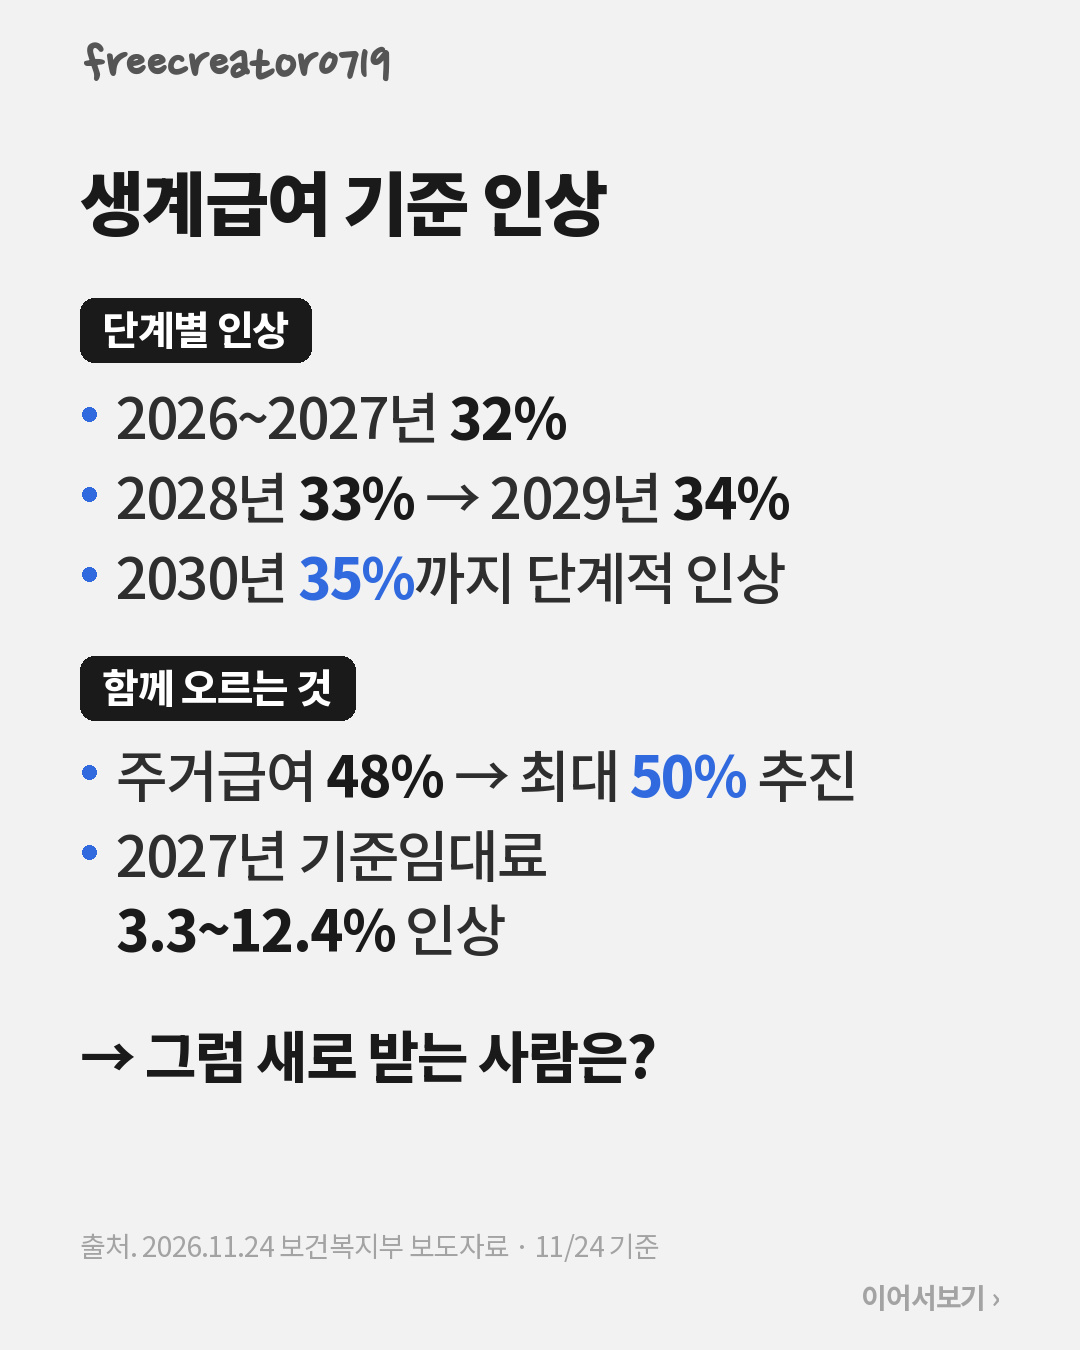 freecreator0719
생계급여 기준 인상
단계별 인상
• 2026~2027년 32%
• 2028년 33% → 2029년 34%
• 2030년 35%까지 단계적 인상
함께 오르는 것
• 주거급여 48% → 최대 50% 추진
• 2027년 기준임대료
3.3~12.4% 인상
→ 그럼 새로 받는 사람은?
출처. 2026.11.24 보건복지부 보도자료 · 11/24 기준
이어서보기 ›